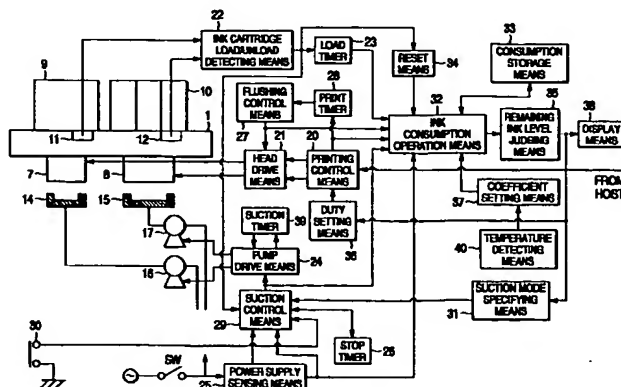 22
INK CARTRIDGE
LOAD/UNLOAD
DETECTING MEANS
LOAD
TIMER
23
RESET
MEANS
34
33
CONSUMPTION
STORAGE
MEANS
9
10
11
12
1
28
FLUSHING
CONTROL
MEANS
27
PRINT
TIMER
32
INK
CONSUMPTION
OPERATION MEANS
35
REMAINING
INK LEVEL
JUDGING MEANS
38
DISPLAY
MEANS
7
8
21
HEAD
DRIVE
MEANS
20
PRINTING
CONTROL
MEANS
FROM
HOST
14
15
SUCTION
TIMER
39
DUTY
SETTING
MEANS
36
COEFFICIENT
SETTING MEANS
37
17
PUMP
DRIVE MEANS
24
TEMPERATURE
DETECTING
MEANS
40
16
SUCTION
CONTROL
MEANS
29
SUCTION MODE
SPECIFYING
MEANS
31
30
STOP
TIMER
26
SW
POWER SUPPLY
SENSING MEANS
25